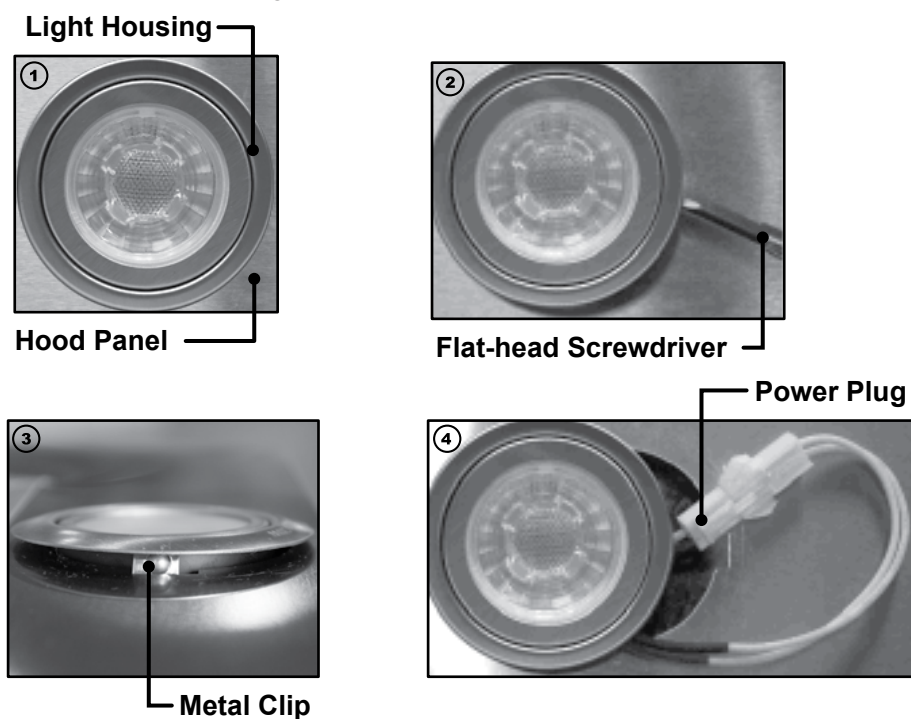 Light Housing
1
2
Hood Panel
Flat-head Screwdriver
Power Plug
3
4
Metal Clip